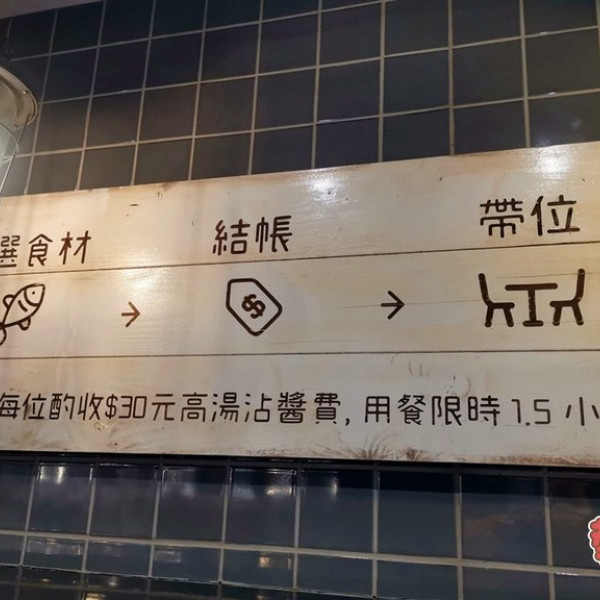 選食材 → 結帳 → 帶位
每位酌收$30元高湯沾醬費, 用餐限時 1.5 小